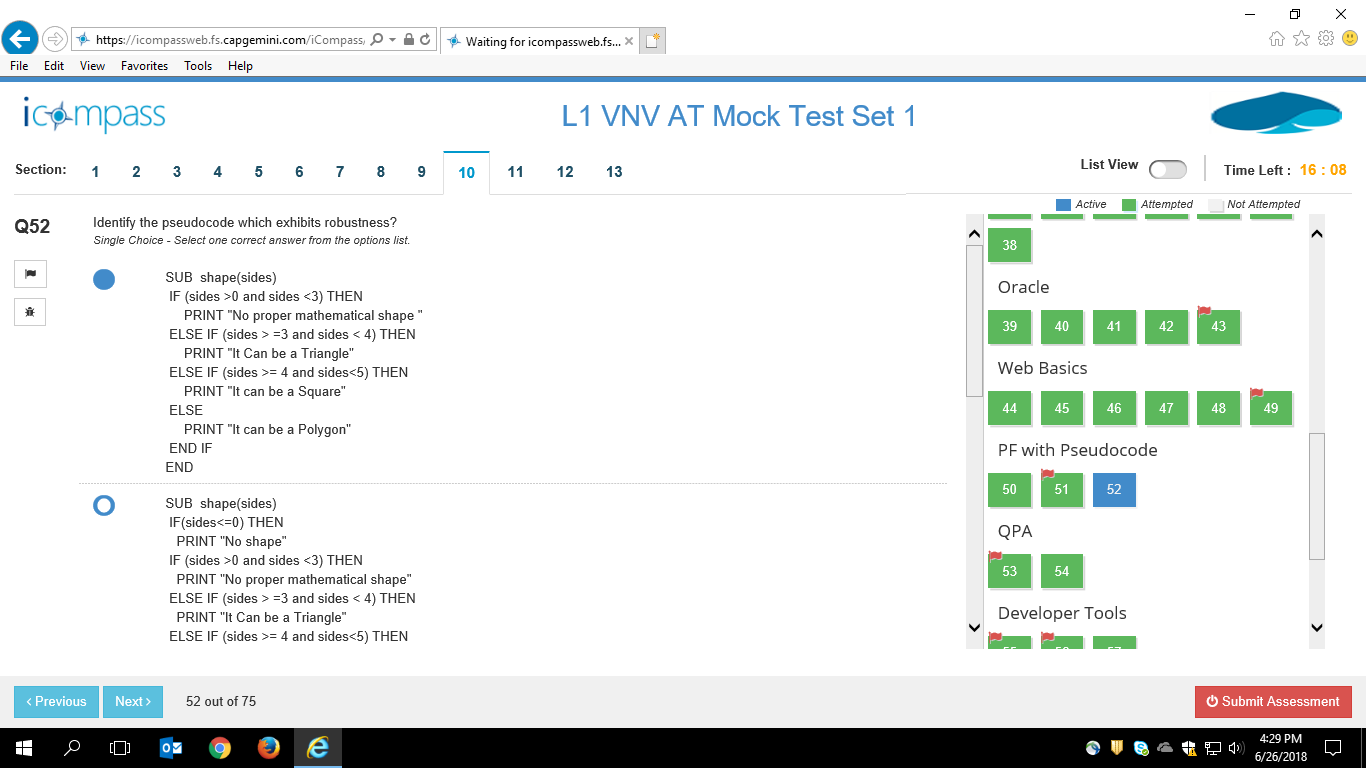 https://icompassweb.fs.capgemini.com/iCompass,
Waiting for icompassweb.fs...
File Edit View Favorites Tools Help
icompass
L1 VNV AT Mock Test Set 1
Section: 1 2 3 4 5 6 7 8 9 10 11 12 13
List View
Time Left : 16 : 08
Active Attempted Not Attempted
Q52
Identify the pseudocode which exhibits robustness?
Single Choice - Select one correct answer from the options list.
SUB shape(sides)
IF (sides >0 and sides <3) THEN
PRINT "No proper mathematical shape "
ELSE IF (sides > =3 and sides < 4) THEN
PRINT "It Can be a Triangle"
ELSE IF (sides >= 4 and sides<5) THEN
PRINT "It can be a Square"
ELSE
PRINT "It can be a Polygon"
END IF
END
SUB shape(sides)
IF(sides<=0) THEN
PRINT "No shape"
IF (sides >0 and sides <3) THEN
PRINT "No proper mathematical shape"
ELSE IF (sides > =3 and sides < 4) THEN
PRINT "It Can be a Triangle"
ELSE IF (sides >= 4 and sides<5) THEN
38
Oracle
39 40 41 42 43
Web Basics
44 45 46 47 48 49
PF with Pseudocode
50 51 52
QPA
53 54
Developer Tools
55 56 57
Previous
Next
52 out of 75
Submit Assessment
4:29 PM
6/26/2018